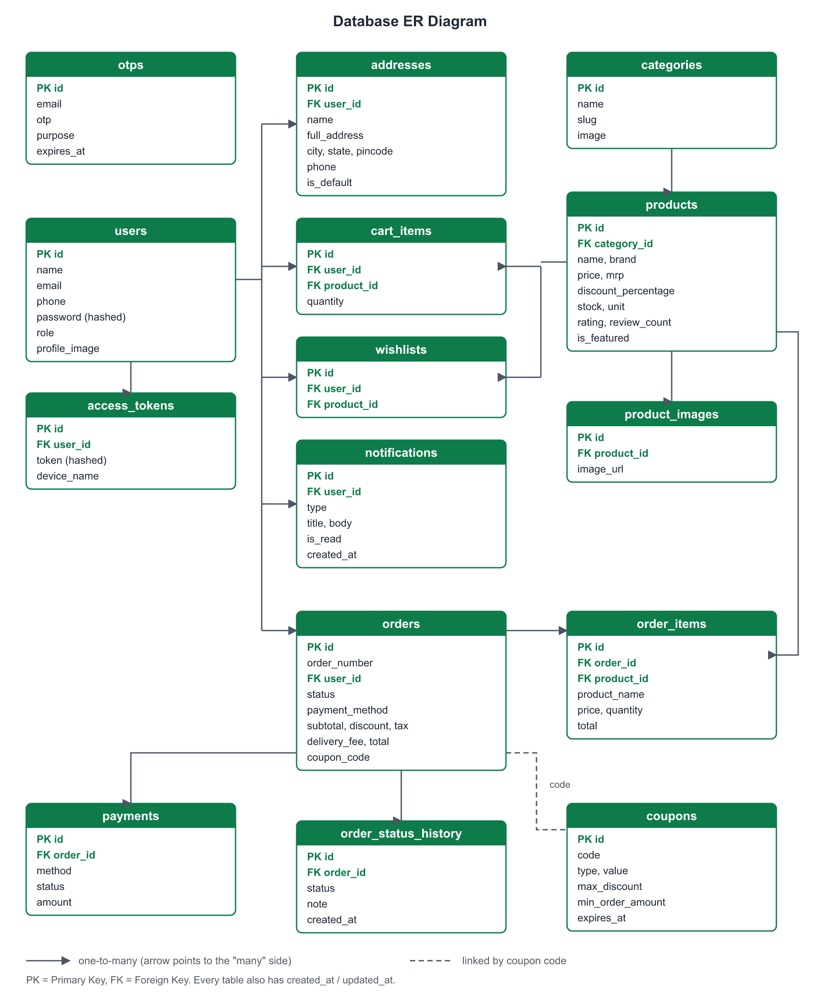 Database ER Diagram
otps
PK id
email
otp
purpose
expires_at
addresses
PK id
FK user_id
name
full_address
city, state, pincode
phone
is_default
categories
PK id
name
slug
image
users
PK id
name
email
phone
password (hashed)
role
profile_image
cart_items
PK id
FK user_id
FK product_id
quantity
products
PK id
FK category_id
name, brand
price, mrp
discount_percentage
stock, unit
rating, review_count
is_featured
wishlists
PK id
FK user_id
FK product_id
access_tokens
PK id
FK user_id
token (hashed)
device_name
product_images
PK id
FK product_id
image_url
notifications
PK id
FK user_id
type
title, body
is_read
created_at
orders
PK id
order_number
FK user_id
status
payment_method
subtotal, discount, tax
delivery_fee, total
coupon_code
order_items
PK id
FK order_id
FK product_id
product_name
price, quantity
total
code
payments
PK id
FK order_id
method
status
amount
order_status_history
PK id
FK order_id
status
note
created_at
coupons
PK id
code
type, value
max_discount
min_order_amount
expires_at
one-to-many (arrow points to the "many" side)
linked by coupon code
PK = Primary Key, FK = Foreign Key. Every table also has created_at / updated_at.